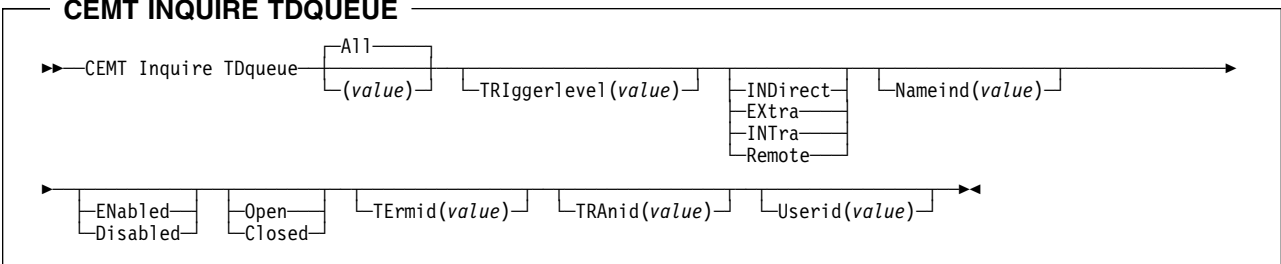 CEMT INQUIRE TDQUEUE
All
CEMT Inquire TDqueue
(value) TRIggerlevel(value) INDirect Nameind(value)
EXtra
INTra
Remote
ENabled Open TErmid(value) TRAnid(value) Userid(value)
Disabled Closed